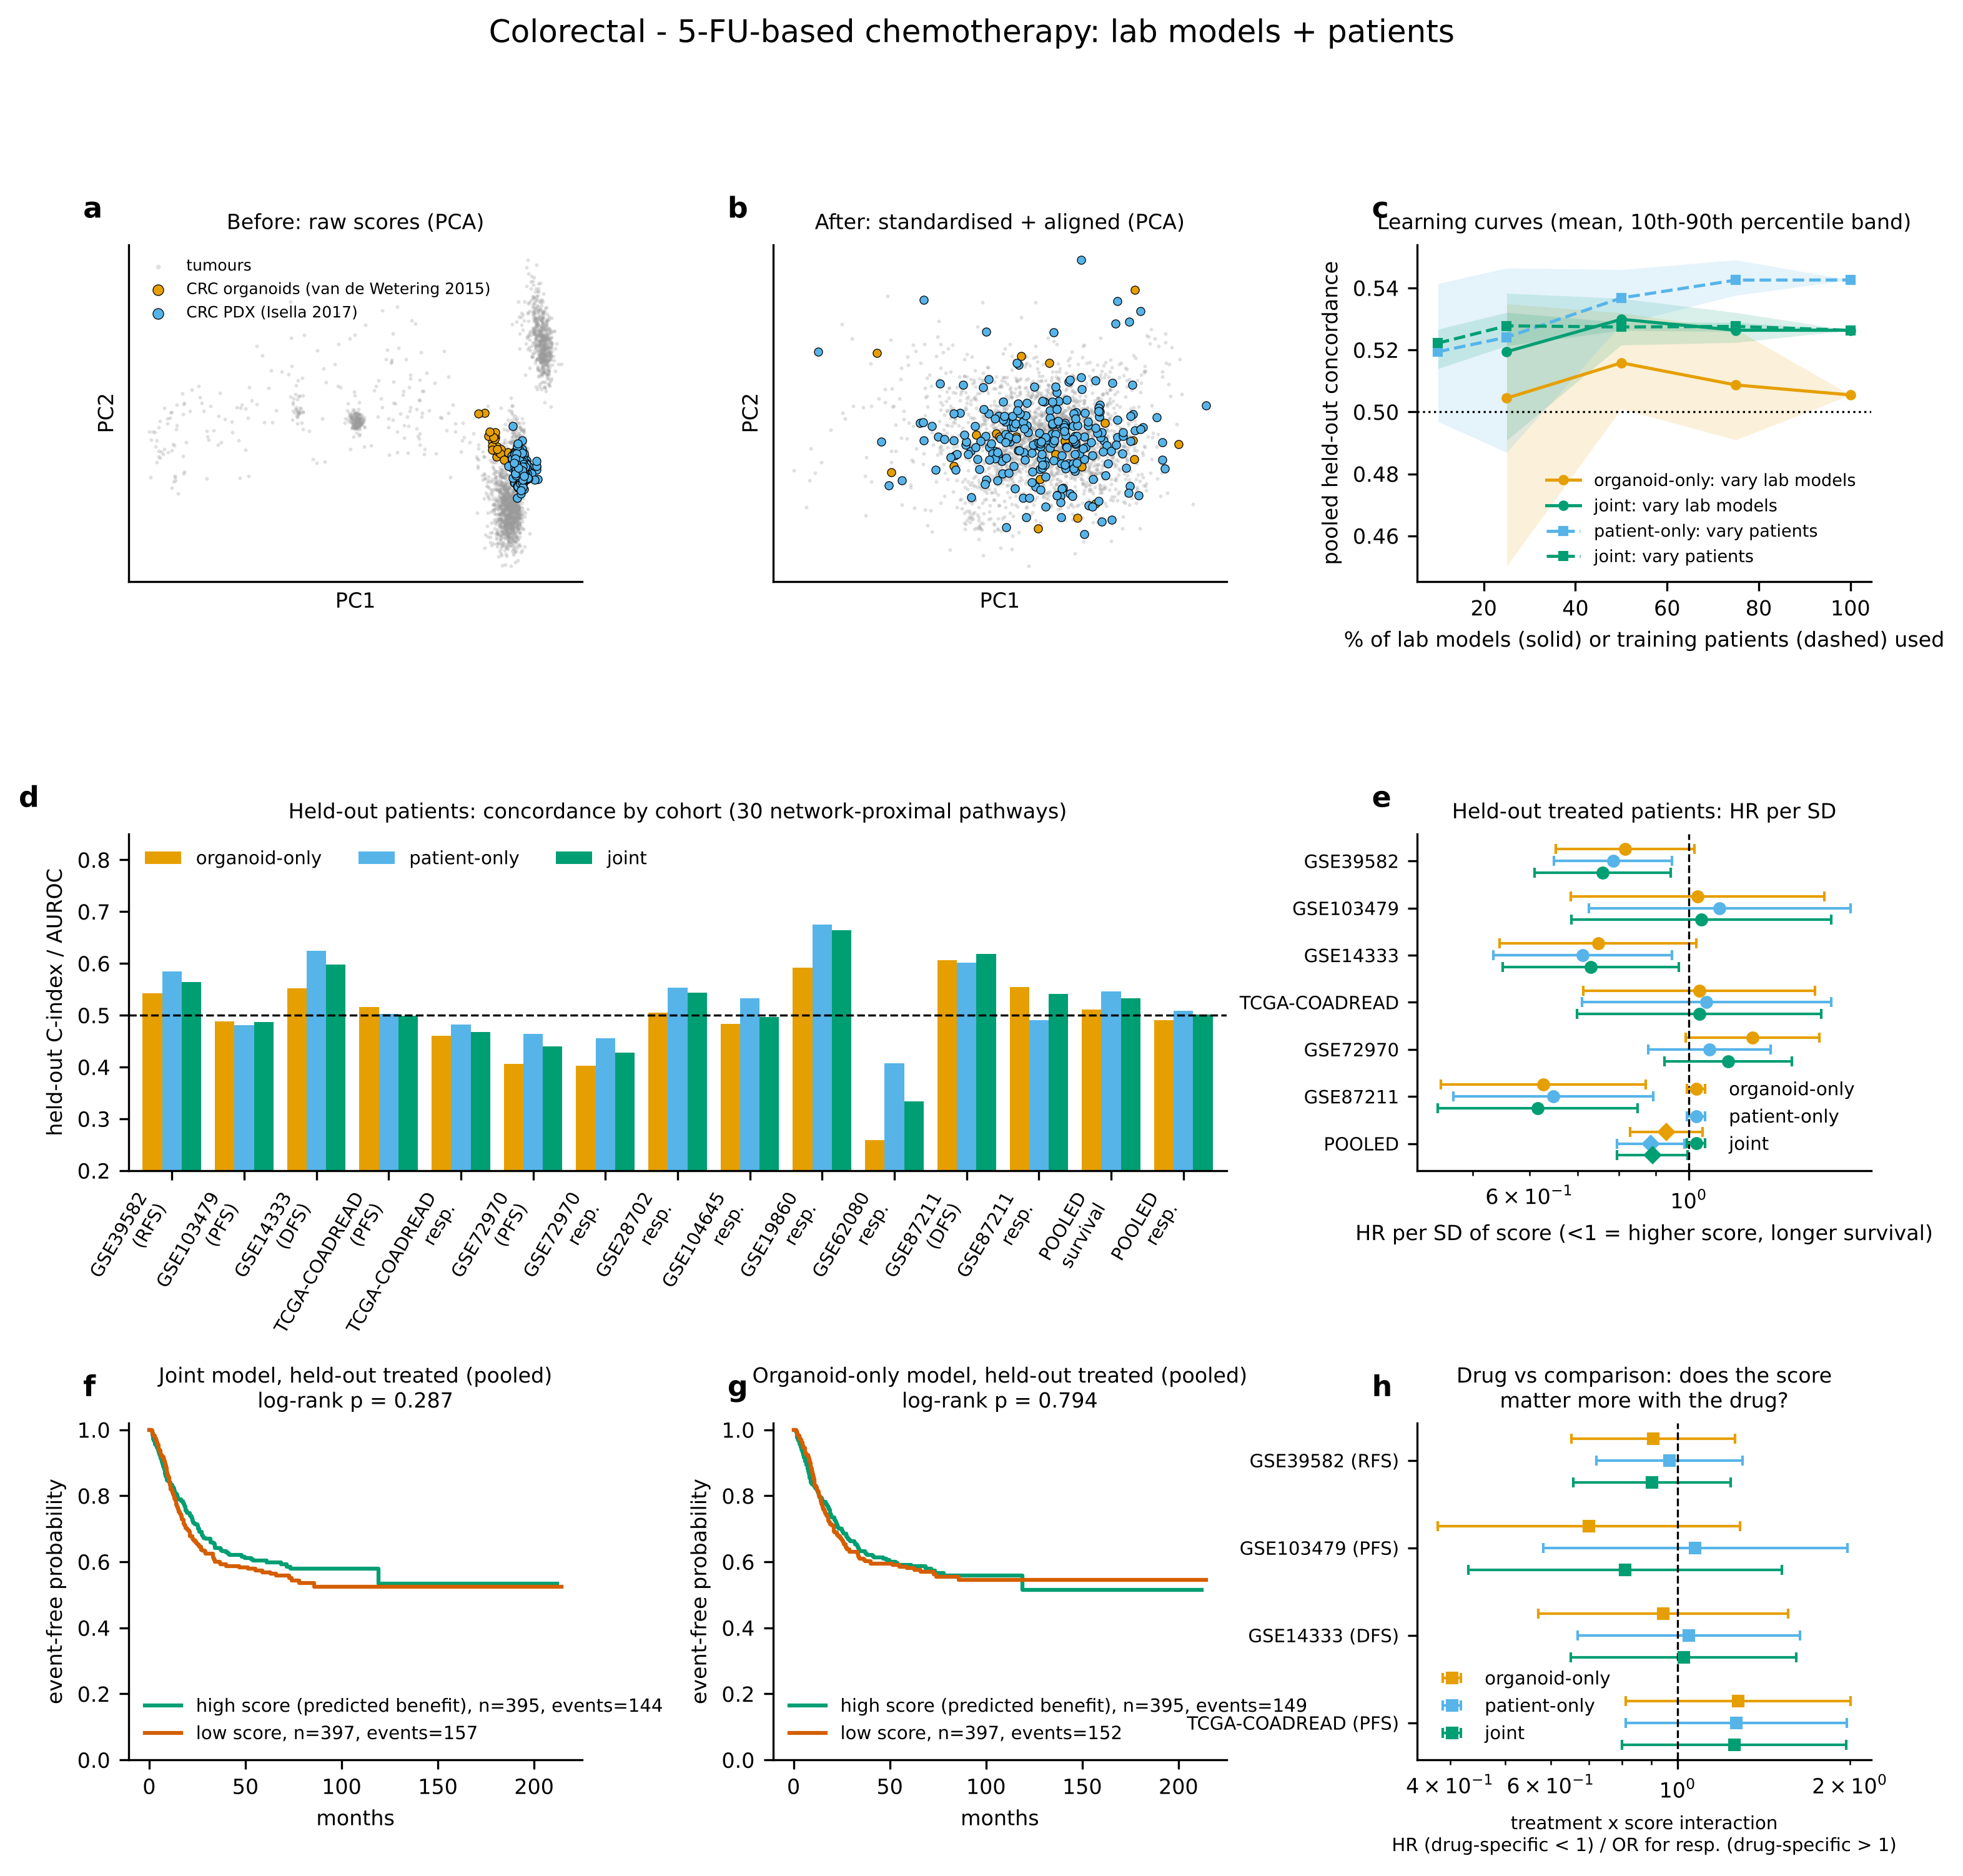 Colorectal - 5-FU-based chemotherapy: lab models + patients
a
Before: raw scores (PCA)
tumours
CRC organoids (van de Wetering 2015)
CRC PDX (Isella 2017)
PC2
PC1
b
After: standardised + aligned (PCA)
PC2
PC1
c
Learning curves (mean, 10th-90th percentile band)
pooled held-out concordance
0.54
0.52
0.50
0.48
0.46
organoid-only: vary lab models
joint: vary lab models
patient-only: vary patients
joint: vary patients
20 40 60 80 100
% of lab models (solid) or training patients (dashed) used
d
Held-out patients: concordance by cohort (30 network-proximal pathways)
organoid-only patient-only joint
held-out C-index / AUROC
0.8
0.7
0.6
0.5
0.4
0.3
0.2
GSE39582
(RFS)
GSE103479
(PFS)
GSE14333
(DFS)
TCGA-COADREAD
(PFS)
TCGA-COADREAD
resp.
GSE72970
(PFS)
GSE72970
resp.
GSE28702
resp.
GSE104645
resp.
GSE19860
resp.
GSE62080
resp.
GSE87211
(DFS)
GSE87211
resp.
POOLED
survival
POOLED
resp.
e
Held-out treated patients: HR per SD
GSE39582
GSE103479
GSE14333
TCGA-COADREAD
GSE72970
GSE87211
POOLED
organoid-only
patient-only
joint
6 × 10⁻¹ 10⁰
HR per SD of score (<1 = higher score, longer survival)
f
Joint model, held-out treated (pooled)
log-rank p = 0.287
event-free probability
1.0
0.8
0.6
0.4
0.2
0.0
high score (predicted benefit), n=395, events=144
low score, n=397, events=157
0 50 100 150 200
months
g
Organoid-only model, held-out treated (pooled)
log-rank p = 0.794
event-free probability
1.0
0.8
0.6
0.4
0.2
0.0
high score (predicted benefit), n=395, events=149
low score, n=397, events=152
0 50 100 150 200
months
h
Drug vs comparison: does the score
matter more with the drug?
GSE39582 (RFS)
GSE103479 (PFS)
GSE14333 (DFS)
TCGA-COADREAD (PFS)
organoid-only
patient-only
joint
4 × 10⁻¹ 6 × 10⁻¹ 10⁰ 2 × 10⁰
treatment x score interaction
HR (drug-specific < 1) / OR for resp. (drug-specific > 1)